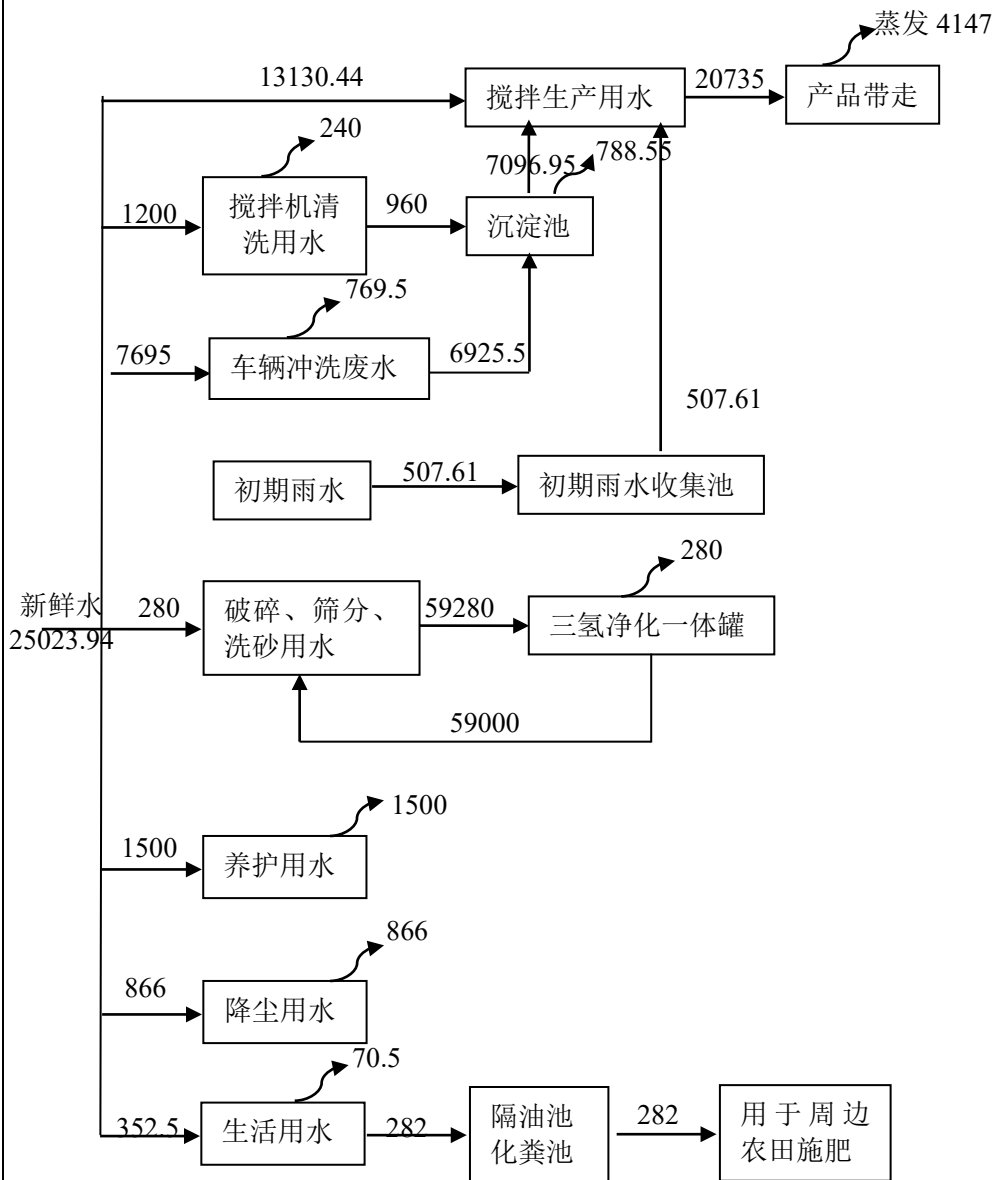 蒸发 4147
13130.44
搅拌生产用水
20735
产品带走
240
7096.95
788.55
1200
搅拌机清
洗用水
960
沉淀池
769.5
7695
车辆冲洗废水
6925.5
507.61
初期雨水
507.61
初期雨水收集池
280
新鲜水
25023.94
280
破碎、筛分、
洗砂用水
59280
三氢净化一体罐
59000
1500
1500
养护用水
866
866
降尘用水
70.5
352.5
生活用水
282
隔油池
化粪池
282
用于周边
农田施肥